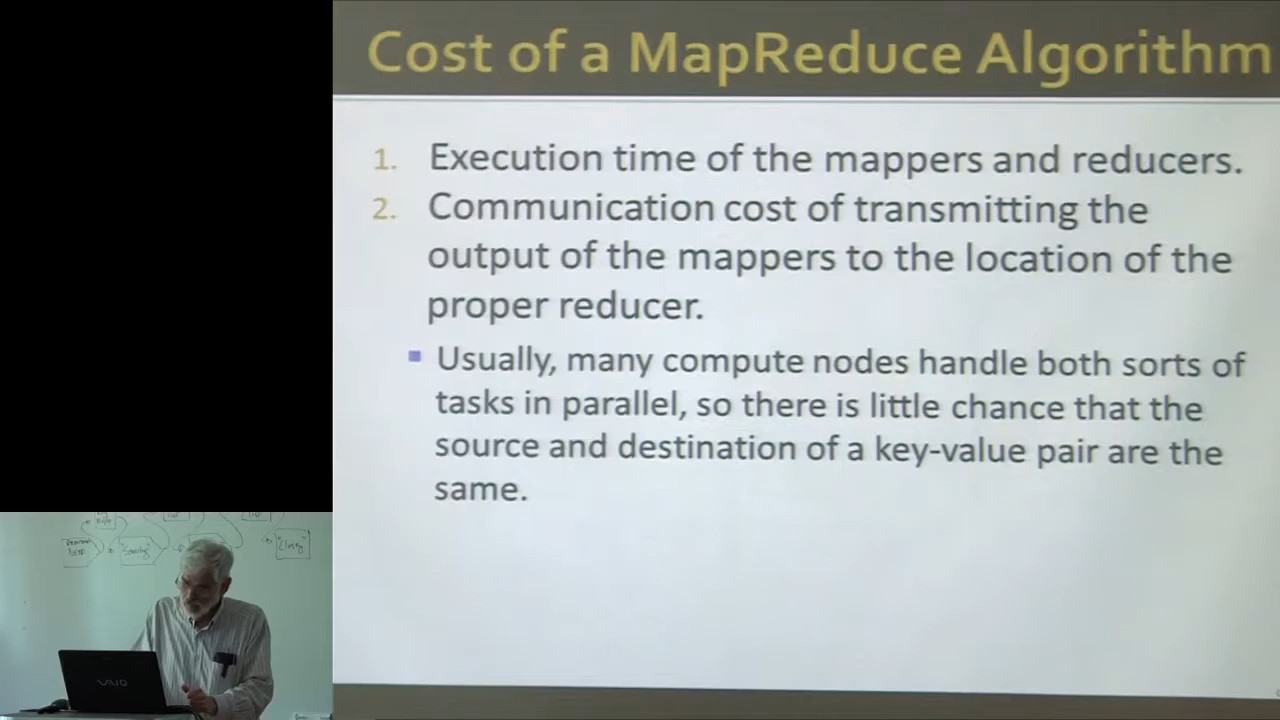 Cost of a MapReduce Algorithm
1. Execution time of the mappers and reducers.
2. Communication cost of transmitting the
output of the mappers to the location of the
proper reducer.
Usually, many compute nodes handle both sorts of
tasks in parallel, so there is little chance that the
source and destination of a key-value pair are the
same.
VAIO